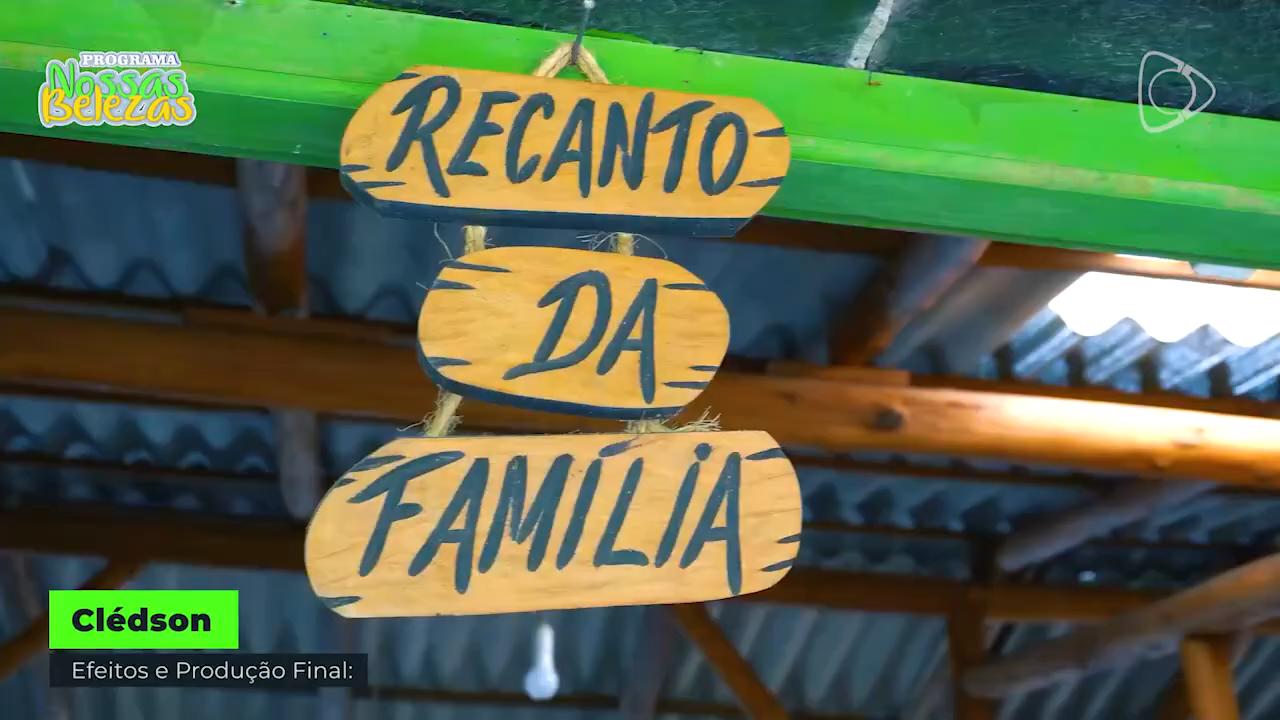 PROGRAMA
Nossas
Belezas
RECANTO
DA
FAMÍLIA
Clédson
Efeitos e Produção Final: